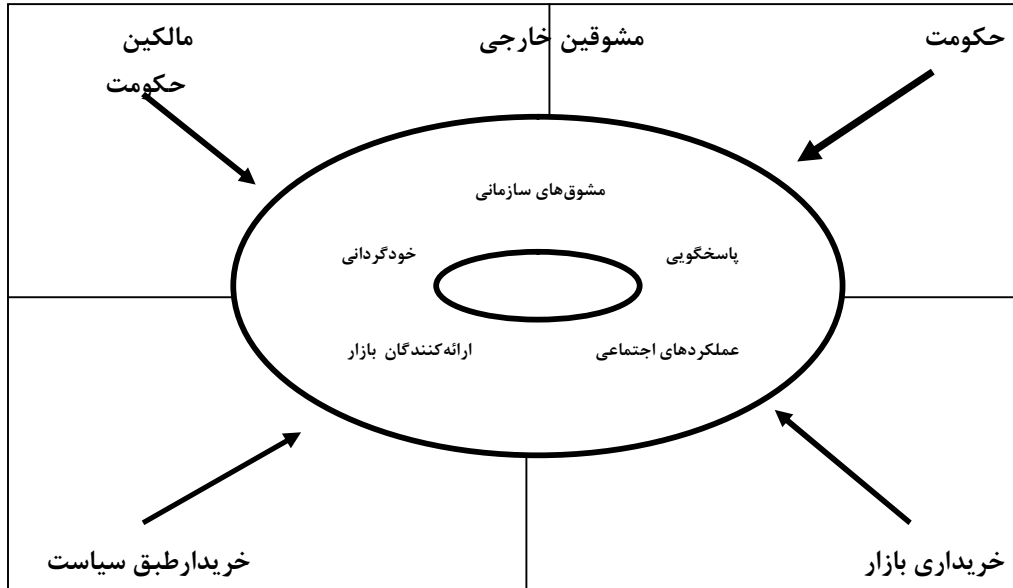 حکومت
مشوقین خارجی
مالکین
حکومت
مشوق‌های سازمانی
پاسخگویی
خودگردانی
عملکردهای اجتماعی
ارائه‌کنندگان بازار
خریداری بازار
خریدارطبق سیاست